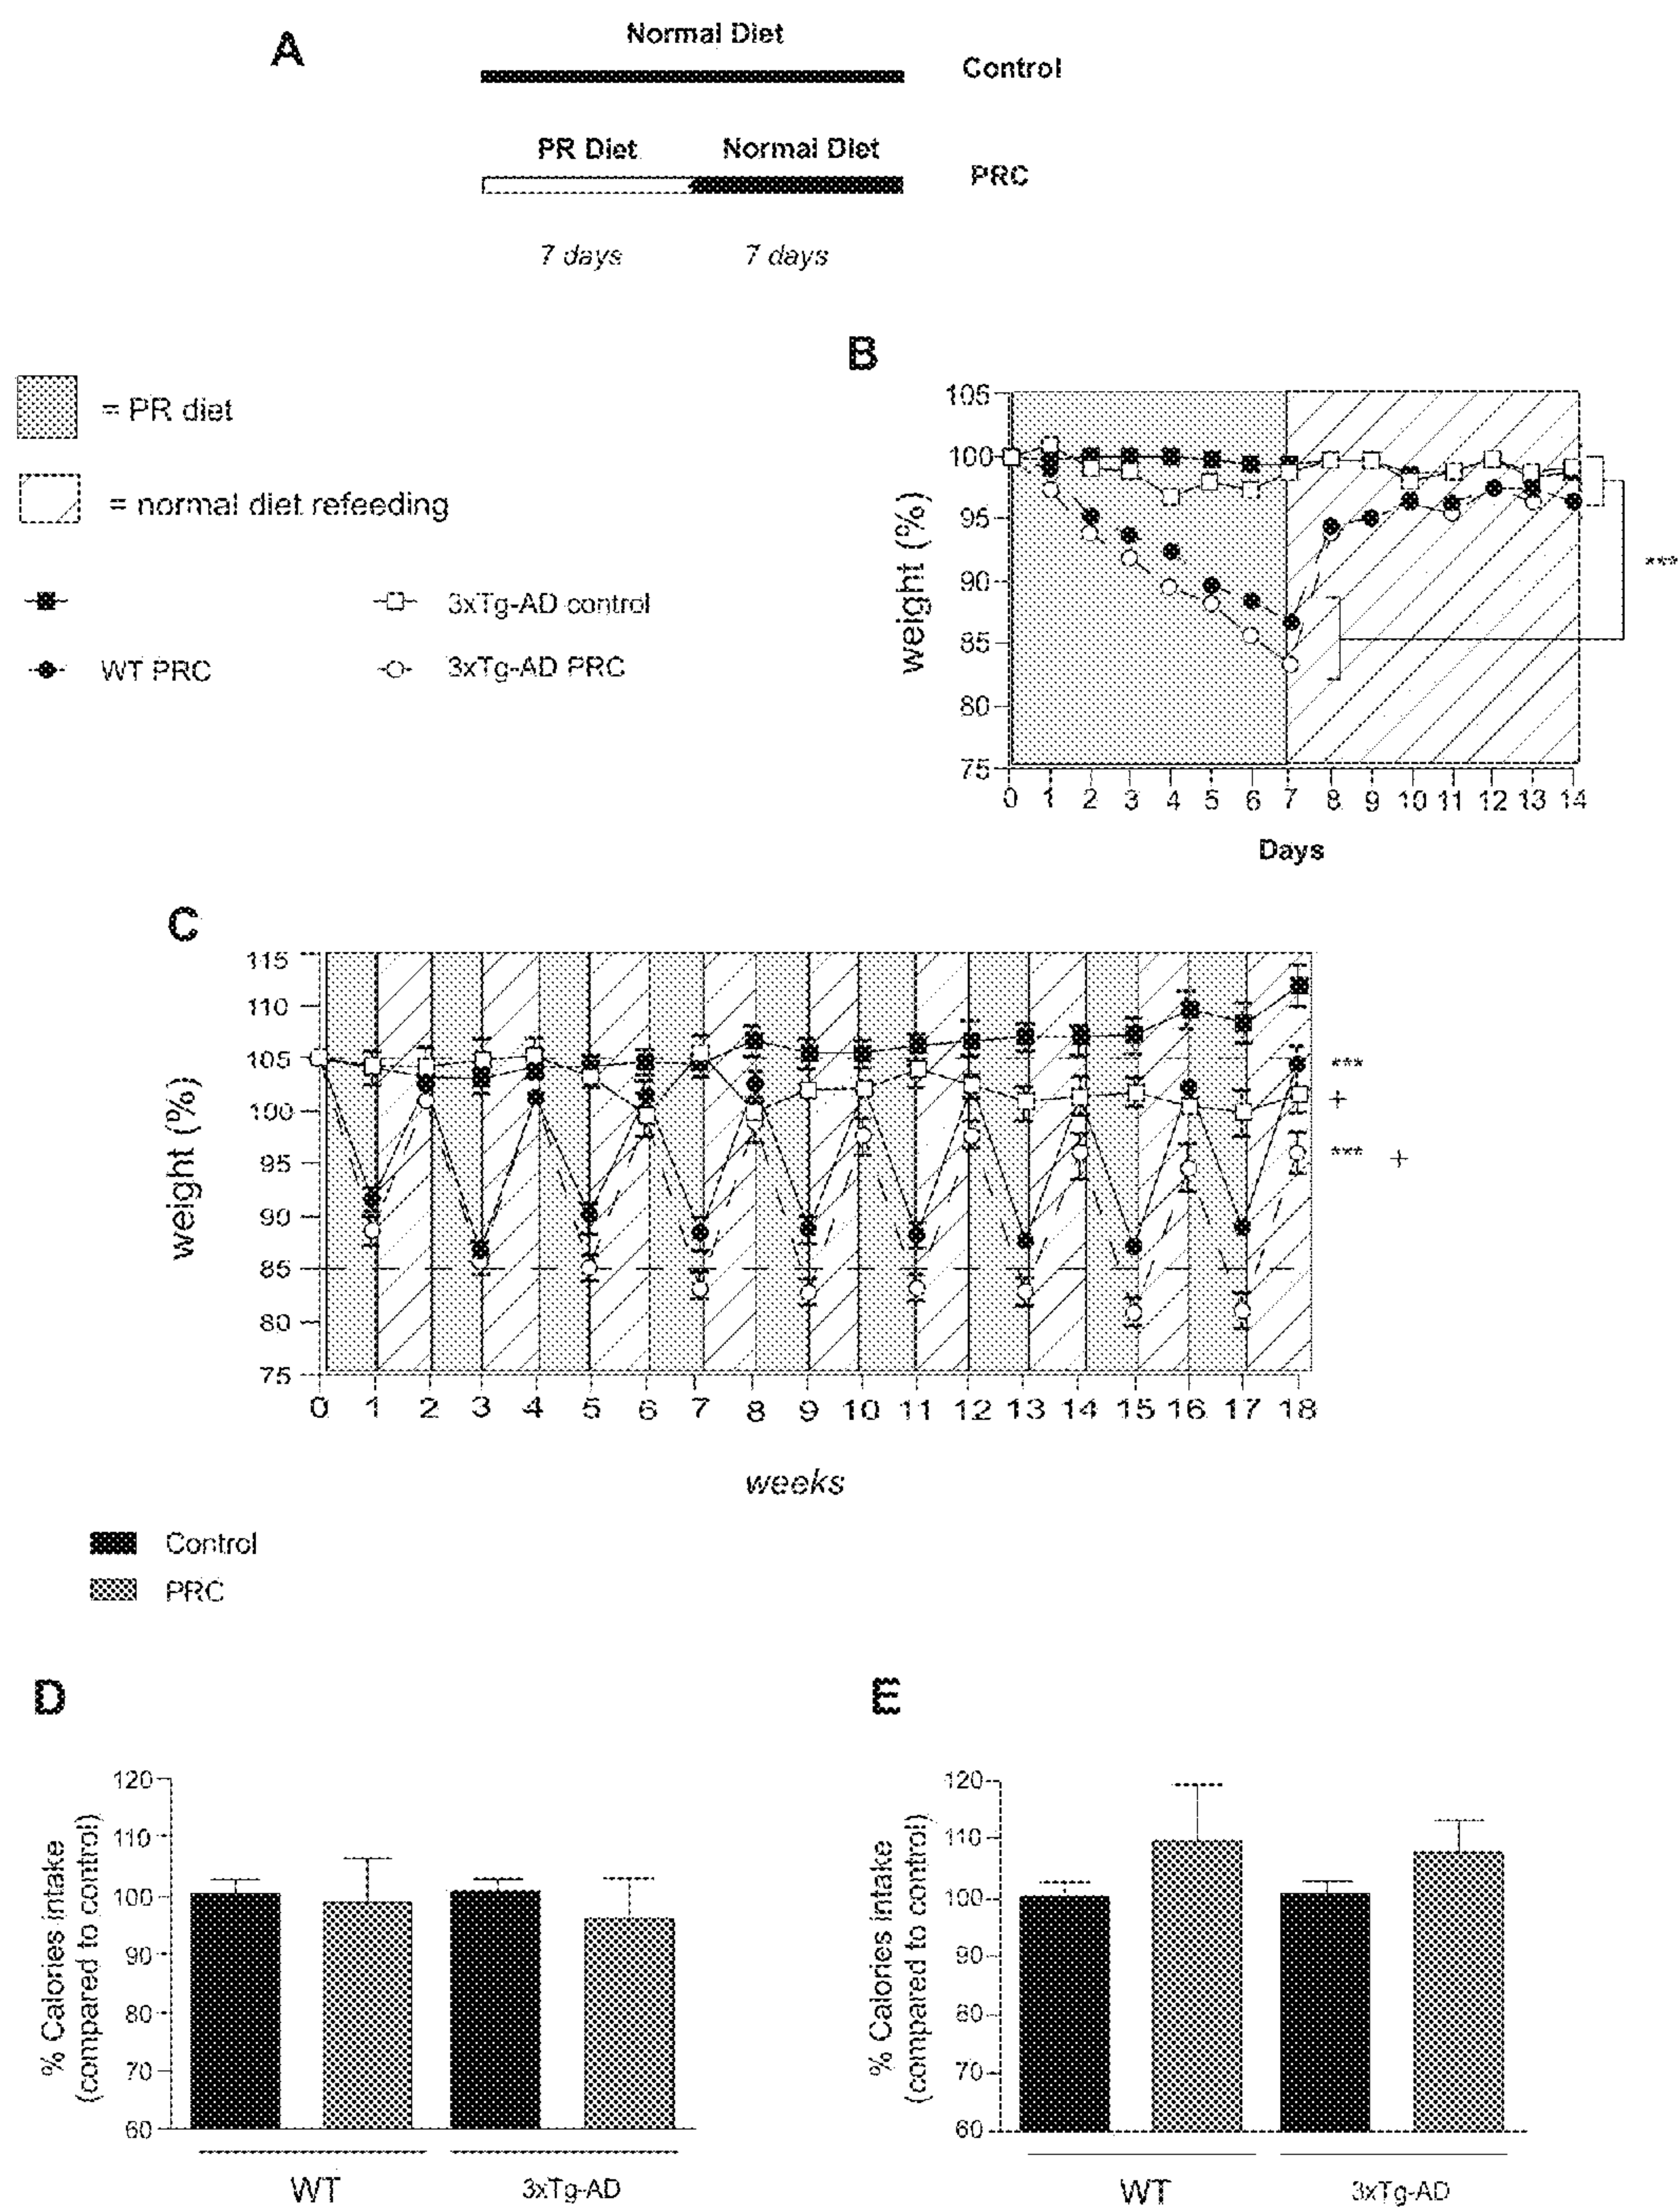 A
Normal Diet
Control
PR Diet
Normal Diet
PRC
7 days
7 days
= PR diet
= normal diet refeeding
3xTg-AD control
WT PRC
3xTg-AD PRC
B
weight (%)
105
100
95
90
85
80
75
0 1 2 3 4 5 6 7 8 9 10 11 12 13 14
Days
***
C
weight (%)
115
110
105
100
95
90
85
80
75
0 1 2 3 4 5 6 7 8 9 10 11 12 13 14 15 16 17 18
weeks
***
+
*** +
Control
PRC
D
% Calories intake
(compared to control)
120
110
100
90
80
70
60
WT
3xTg-AD
E
% Calories intake
(compared to control)
120
110
100
90
80
70
60
WT
3xTg-AD